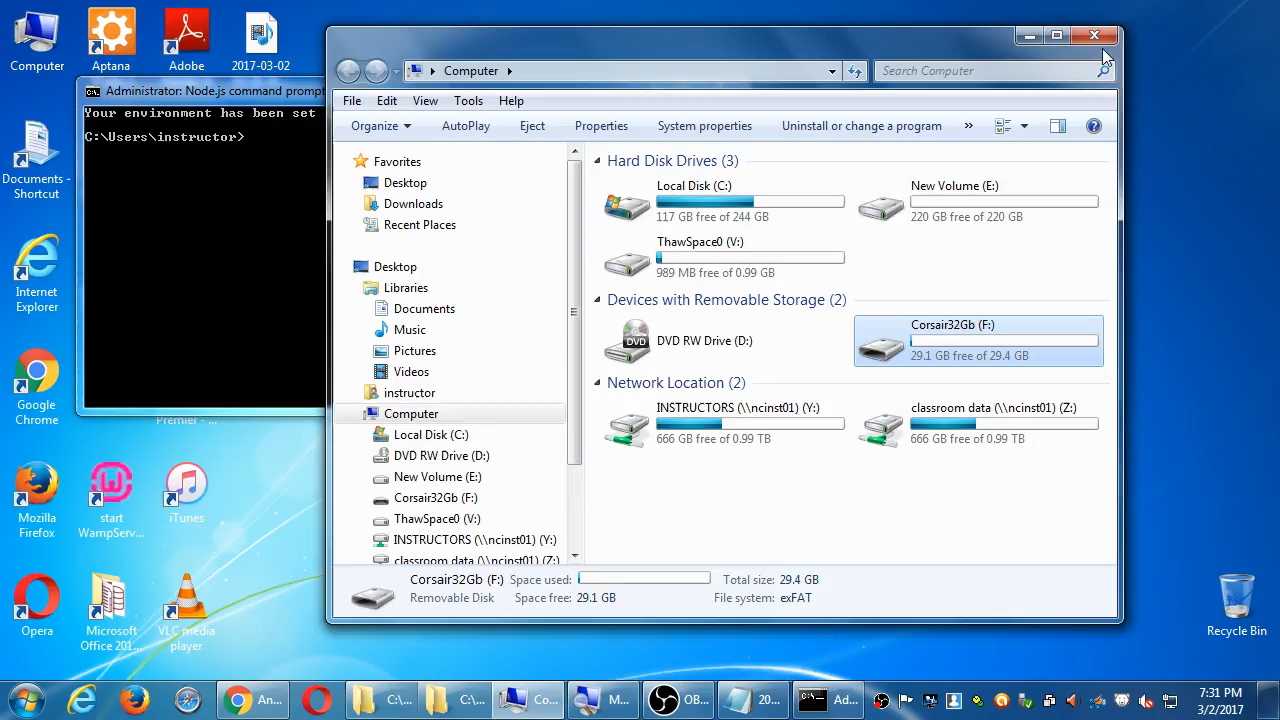 Computer
Aptana
Adobe
2017-03-02
Administrator: Node.js command prompt
Your environment has been set
C:\Users\instructor>
Documents -
Shortcut
Internet
Explorer
Google
Chrome
Premier - ...
Mozilla
Firefox
start
WampServ...
iTunes
Opera
Microsoft
Office 201...
VLC media
player
Computer
Search Computer
File Edit View Tools Help
Organize AutoPlay Eject Properties System properties Uninstall or change a program »
Favorites
Desktop
Downloads
Recent Places
Desktop
Libraries
Documents
Music
Pictures
Videos
instructor
Computer
Local Disk (C:)
DVD RW Drive (D:)
New Volume (E:)
Corsair32Gb (F:)
ThawSpace0 (V:)
INSTRUCTORS (\\ncinst01) (Y:)
classroom data (\\ncinst01) (Z:)
Hard Disk Drives (3)
Local Disk (C:)
117 GB free of 244 GB
New Volume (E:)
220 GB free of 220 GB
ThawSpace0 (V:)
989 MB free of 0.99 GB
Devices with Removable Storage (2)
DVD
DVD RW Drive (D:)
Corsair32Gb (F:)
29.1 GB free of 29.4 GB
Network Location (2)
INSTRUCTORS (\\ncinst01) (Y:)
666 GB free of 0.99 TB
classroom data (\\ncinst01) (Z:)
666 GB free of 0.99 TB
Corsair32Gb (F:) Space used: Total size: 29.4 GB
Removable Disk Space free: 29.1 GB File system: exFAT
Recycle Bin
An...
C:\...
C:\...
Co...
M...
OB...
20...
Ad...
7:31 PM
3/2/2017